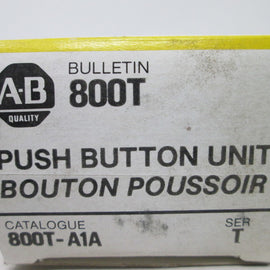 A-B
QUALITY
BULLETIN
800T
PUSH BUTTON UNIT
BOUTON POUSSOIR
CATALOGUE
800T-A1A
SER
T